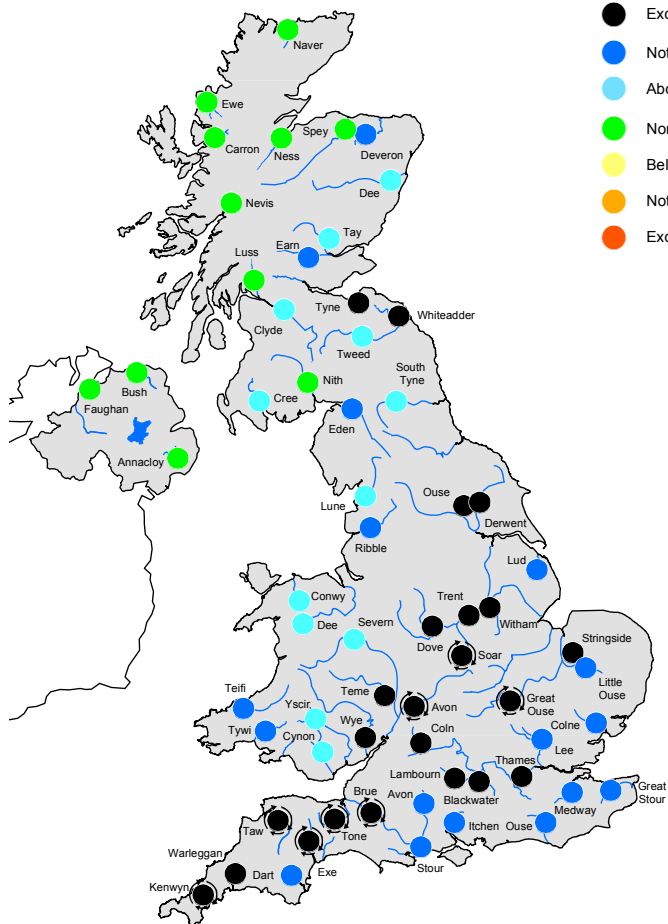 Exc
Naver
Not
Ewe
Abo
Spey
Nor
Carron
Ness
Deveron
Bel
Dee
Nevis
Not
Tay
Earn
Exc
Luss
Tyne
Whiteadder
Clyde
Tweed
South
Tyne
Bush
Nith
Faughan
Cree
Eden
Annacloy
Ouse
Lune
Derwent
Ribble
Lud
Conwy
Trent
Severn
Witham
Dee
Stringside
Dove
Soar
Little
Ouse
Teifi
Teme
Great
Ouse
Yscir
Avon
Colne
Tywi
Wye
Coln
Cynon
Lee
Thames
Lambourn
Great
Stour
Brue
Avon
Blackwater
Medway
Taw
Tone
Itchen
Ouse
Warleggan
Stour
Dart
Exe
Kenwyn